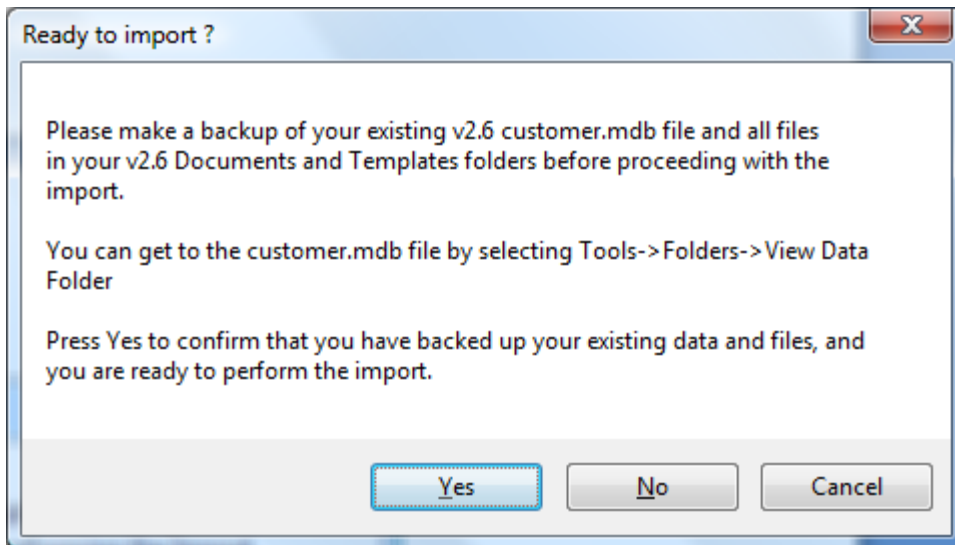 Ready to import ?
Please make a backup of your existing v2.6 customer.mdb file and all files
in your v2.6 Documents and Templates folders before proceeding with the
import.
You can get to the customer.mdb file by selecting Tools->Folders->View Data
Folder
Press Yes to confirm that you have backed up your existing data and files, and
you are ready to perform the import.
Yes No Cancel